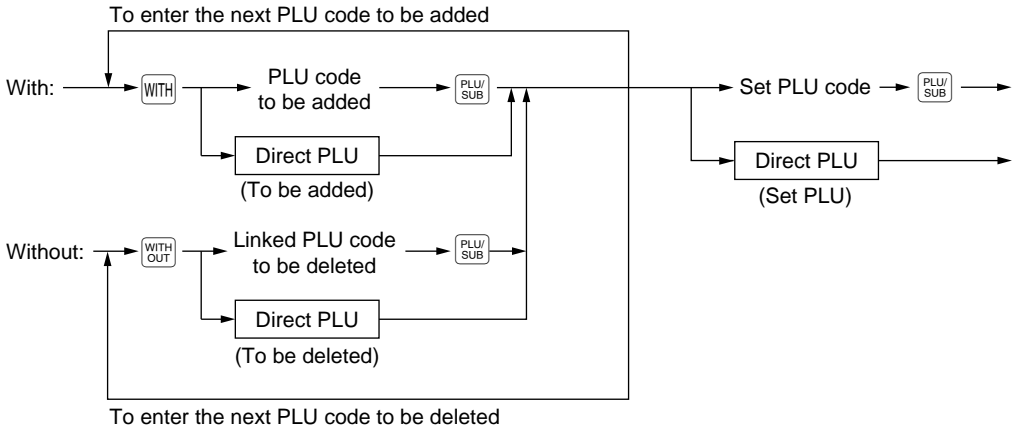 To enter the next PLU code to be added
With:
WITH
PLU code
to be added
PLU/
SUB
Set PLU code
PLU/
SUB
Direct PLU
(To be added)
Direct PLU
(Set PLU)
Without:
WITH
OUT
Linked PLU code
to be deleted
PLU/
SUB
Direct PLU
(To be deleted)
To enter the next PLU code to be deleted